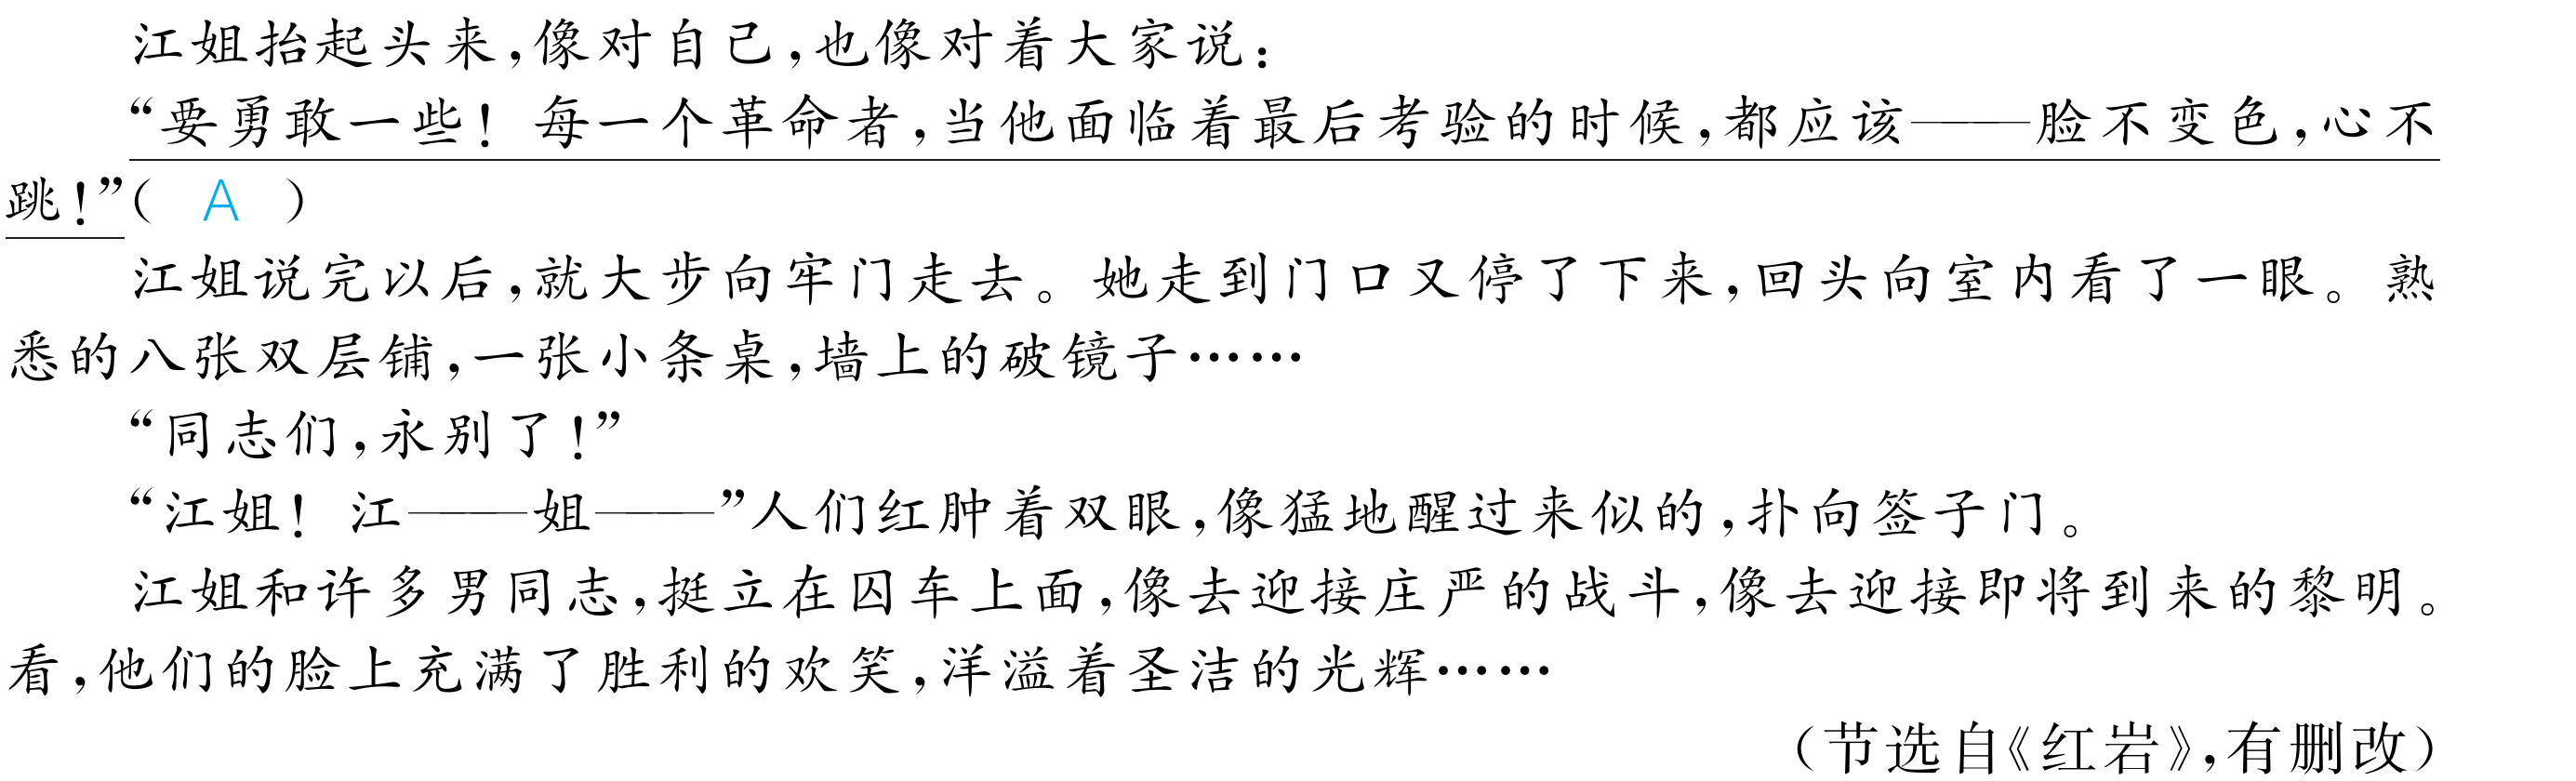 江姐抬起头来,像对自己,也像对着大家说:
“要勇敢一些! 每一个革命者,当他面临着最后考验的时候,都应该——脸不变色,心不
跳!”( A )
江姐说完以后,就大步向牢门走去。她走到门口又停了下来,回头向室内看了一眼。熟
悉的八张双层铺,一张小条桌,墙上的破镜子……
“同志们,永别了!”
“江姐! 江——姐——”人们红肿着双眼,像猛地醒过来似的,扑向签子门。
江姐和许多男同志,挺立在囚车上面,像去迎接庄严的战斗,像去迎接即将到来的黎明。
看,他们的脸上充满了胜利的欢笑,洋溢着圣洁的光辉……
(节选自《红岩》,有删改)